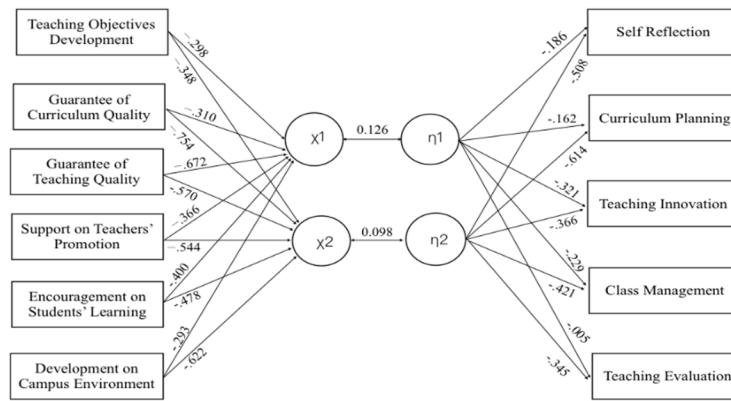 Teaching Objectives
Development
Guarantee of
Curriculum Quality
Guarantee of
Teaching Quality
Support on Teachers'
Promotion
Encouragement on
Students' Learning
Development on
Campus Environment
-.298
-.348
-.310
-.754
-.672
-.570
-.366
-.544
-.400
-.478
-.293
-.622
χ1
0.126
η1
χ2
0.098
η2
-.186
-.508
-.162
-.614
-.321
-.366
-.229
-.421
-.005
-.345
Self Reflection
Curriculum Planning
Teaching Innovation
Class Management
Teaching Evaluation